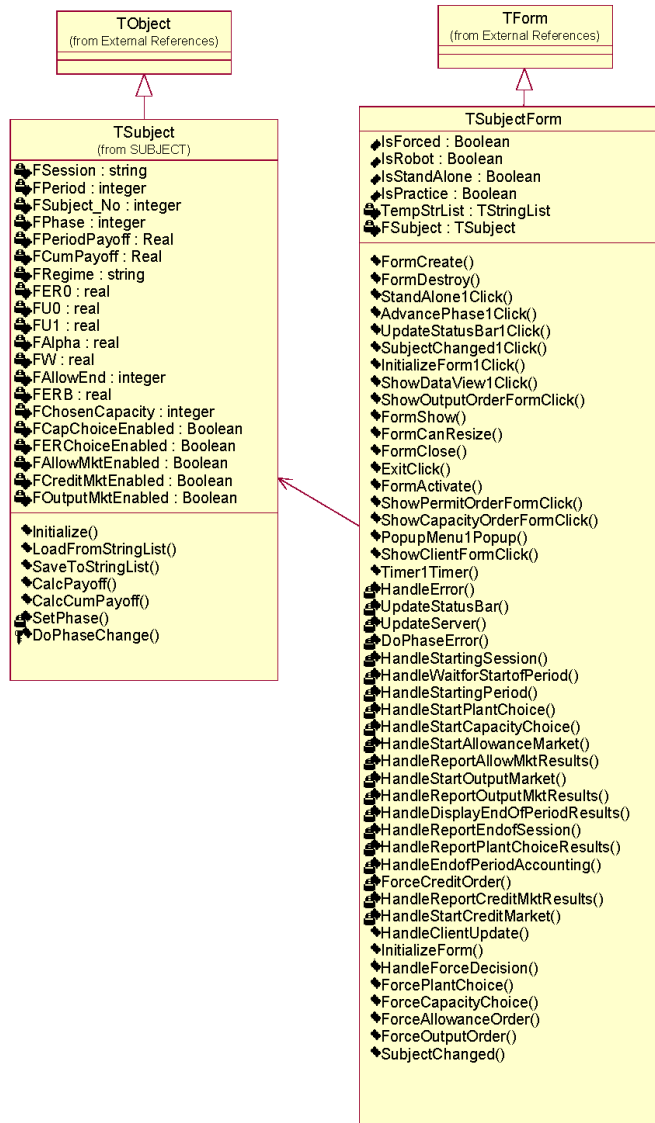 TObject
(from External References)
TSubject
(from SUBJECT)
FSession : string
FPeriod : integer
FSubject_No : integer
FPhase : integer
FPeriodPayoff : Real
FCumPayoff : Real
FRegime : string
FER0 : real
FU0 : real
FU1 : real
FAlpha : real
FW : real
FAllowEnd : integer
FERB : real
FChosenCapacity : integer
FCapChoiceEnabled : Boolean
FERChoiceEnabled : Boolean
FAllowMktEnabled : Boolean
FCreditMktEnabled : Boolean
FOutputMktEnabled : Boolean
Initialize()
LoadFromStringList()
SaveToStringList()
CalcPayoff()
CalcCumPayoff()
SetPhase()
DoPhaseChange()
TForm
(from External References)
TSubjectForm
IsForced : Boolean
IsRobot : Boolean
IsStandAlone : Boolean
IsPractice : Boolean
TempStrList : TStringList
FSubject : TSubject
FormCreate()
FormDestroy()
StandAlone1Click()
AdvancePhase1Click()
UpdateStatusBar1Click()
SubjectChanged1Click()
InitializeForm1Click()
ShowDataView1Click()
ShowOutputOrderFormClick()
FormShow()
FormCanResize()
FormClose()
ExitClick()
FormActivate()
ShowPermitOrderFormClick()
ShowCapacityOrderFormClick()
PopupMenu1Popup()
ShowClientFormClick()
Timer1Timer()
HandleError()
UpdateStatusBar()
UpdateServer()
DoPhaseError()
HandleStartingSession()
HandleWaitforStartofPeriod()
HandleStartingPeriod()
HandleStartPlantChoice()
HandleStartCapacityChoice()
HandleStartAllowanceMarket()
HandleReportAllowMktResults()
HandleStartOutputMarket()
HandleReportOutputMktResults()
HandleDisplayEndOfPeriodResults()
HandleReportEndofSession()
HandleReportPlantChoiceResults()
HandleEndofPeriodAccounting()
ForceCreditOrder()
HandleReportCreditMktResults()
HandleStartCreditMarket()
HandleClientUpdate()
InitializeForm()
HandleForceDecision()
ForcePlantChoice()
ForceCapacityChoice()
ForceAllowanceOrder()
ForceOutputOrder()
SubjectChanged()